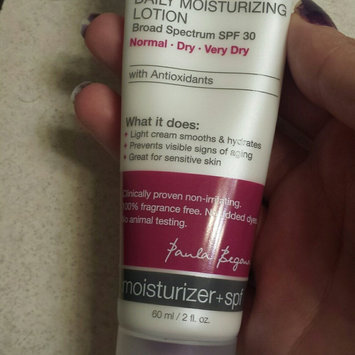 DAILY MOISTURIZING
LOTION
Broad Spectrum SPF 30
Normal · Dry · Very Dry
with Antioxidants
What it does:
+ Light cream smooths & hydrates
+ Prevents visible signs of aging
+ Great for sensitive skin
Clinically proven non-irritating.
100% fragrance free. No added dyes.
No animal testing.
Paula Begoun
moisturizer+spf
60 ml / 2 fl. oz.